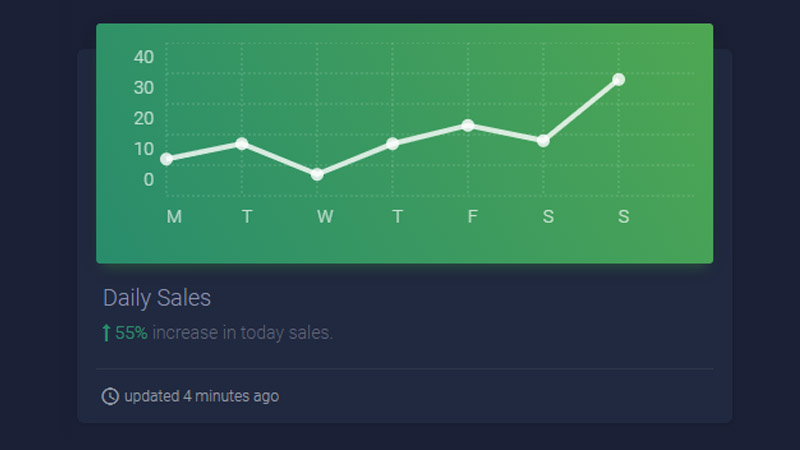 40
30
20
10
0
M T W T F S S
Daily Sales
55% increase in today sales.
updated 4 minutes ago